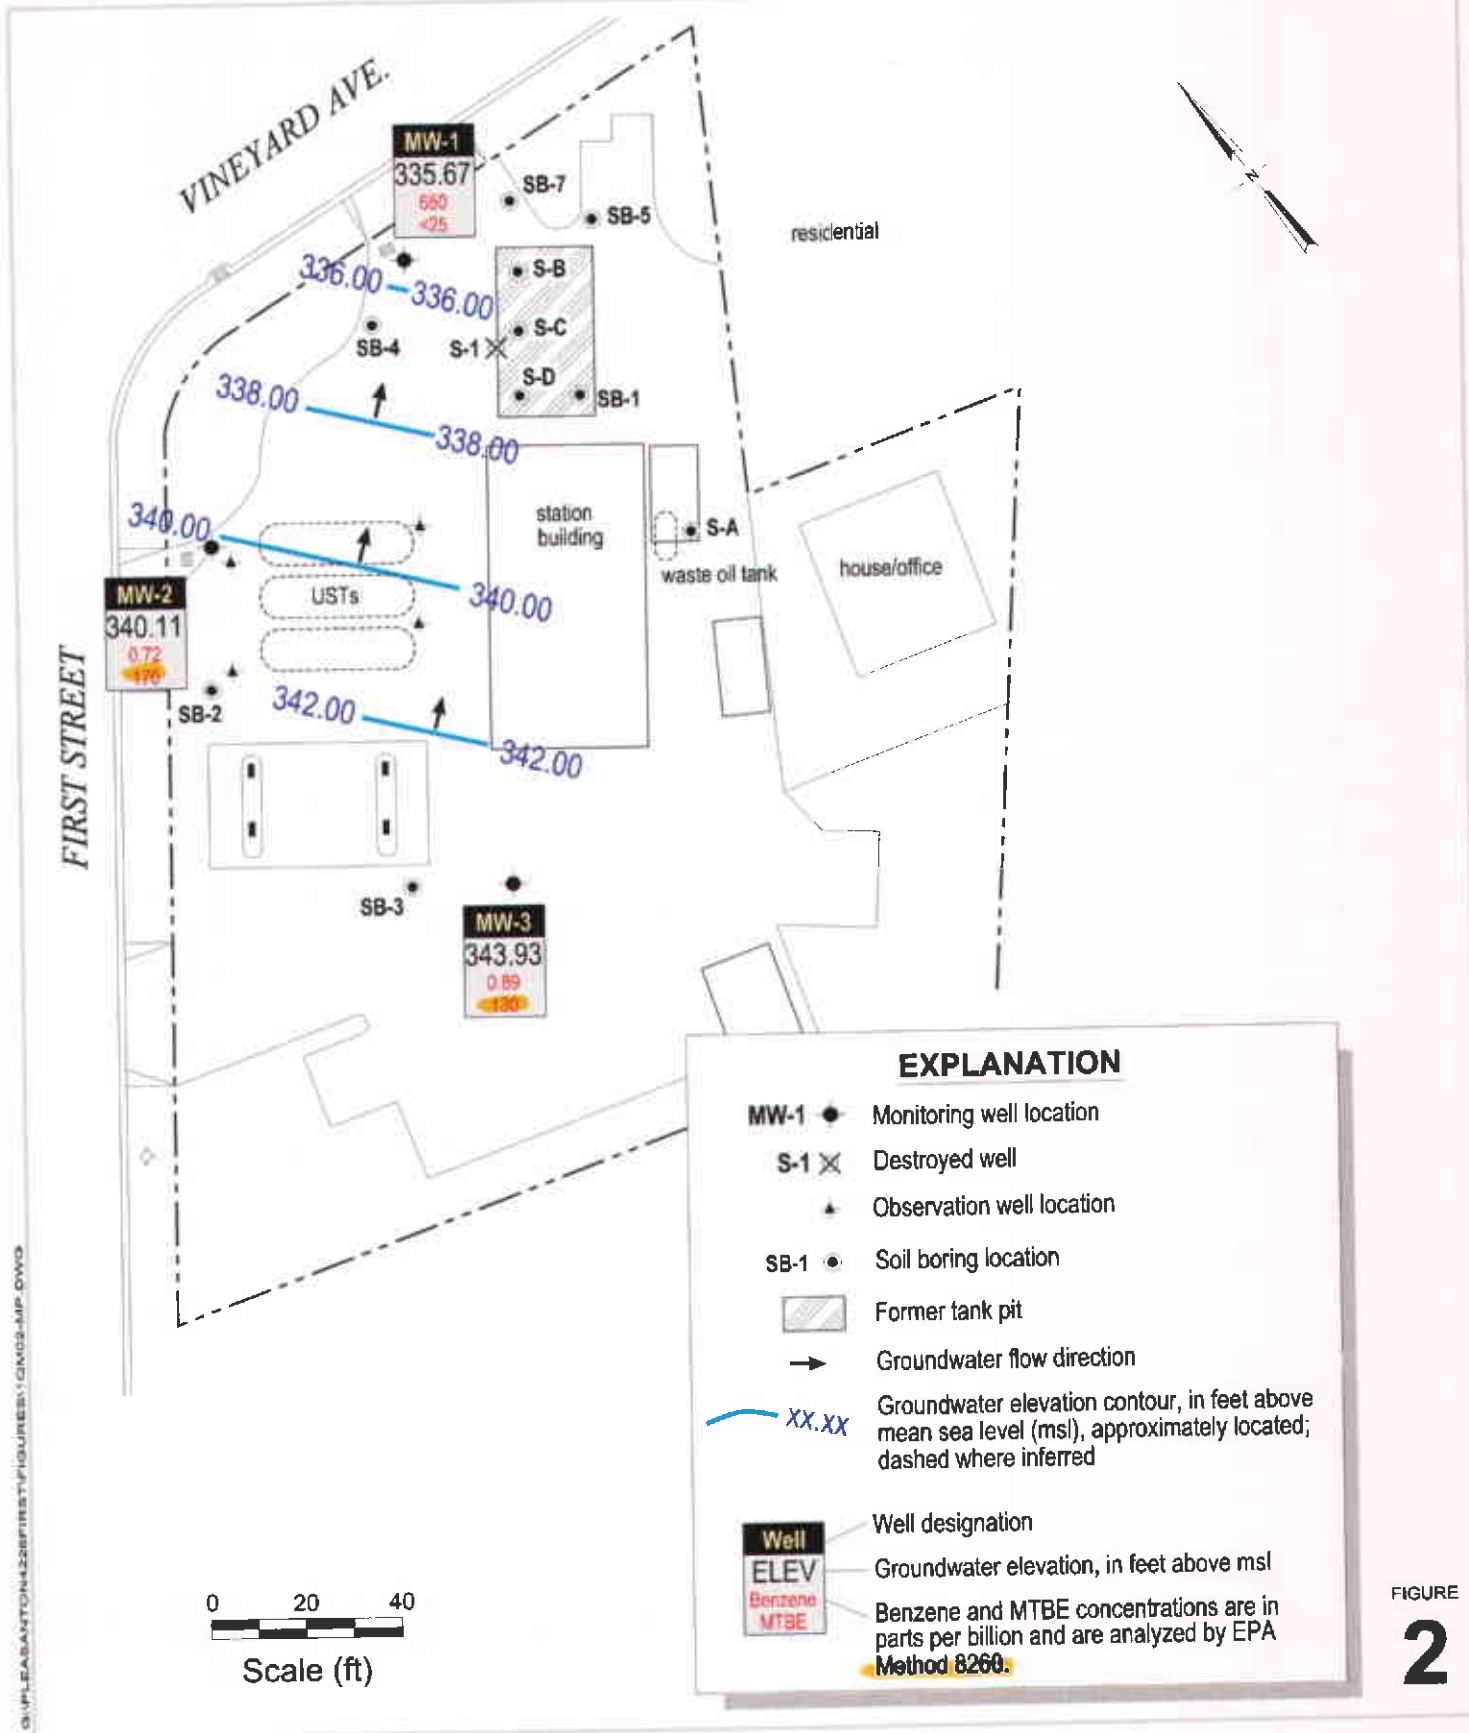 VINEYARD AVE.
MW-1
335.67
<25
SB-7
SB-5
residential
N
S-B
336.00
336.00
S-C
SB-4
S-1
S-D
SB-1
338.00
338.00
station
building
S-A
waste oil tank
house/office
340.00
340.00
USTs
MW-2
340.11
0.72
170
FIRST STREET
SB-2
342.00
342.00
SB-3
MW-3
343.93
0.89
130
EXPLANATION
MW-1 Monitoring well location
S-1 Destroyed well
Observation well location
SB-1 Soil boring location
Former tank pit
Groundwater flow direction
XX.XX Groundwater elevation contour, in feet above
mean sea level (msl), approximately located;
dashed where inferred
Well
ELEV
Benzene
MTBE
Well designation
Groundwater elevation, in feet above msl
Benzene and MTBE concentrations are in
parts per billion and are analyzed by EPA
Method 8260.
0 20 40
Scale (ft)
FIGURE
2